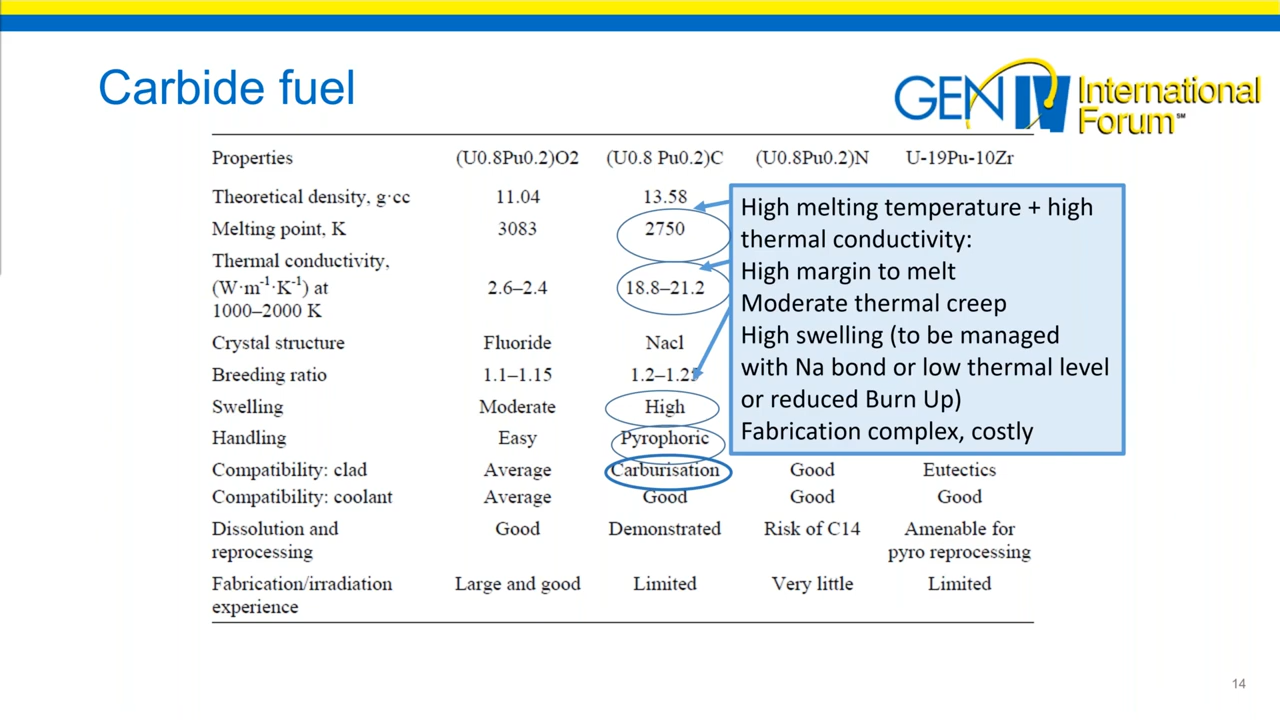 Carbide fuel
GEN IV International Forum℠
Properties (U0.8Pu0.2)O2 (U0.8 Pu0.2)C (U0.8Pu0.2)N U-19Pu-10Zr
Theoretical density, g·cc 11.04 13.58
Melting point, K 3083 2750
Thermal conductivity,
(W·m⁻¹·K⁻¹) at 2.6–2.4 18.8–21.2
1000–2000 K
Crystal structure Fluoride Nacl
Breeding ratio 1.1–1.15 1.2–1.25
Swelling Moderate High
Handling Easy Pyrophoric
Compatibility: clad Average Carburisation Good Eutectics
Compatibility: coolant Average Good Good Good
Dissolution and Good Demonstrated Risk of C14 Amenable for
reprocessing pyro reprocessing
Fabrication/irradiation Large and good Limited Very little Limited
experience
High melting temperature + high
thermal conductivity:
High margin to melt
Moderate thermal creep
High swelling (to be managed
with Na bond or low thermal level
or reduced Burn Up)
Fabrication complex, costly
14